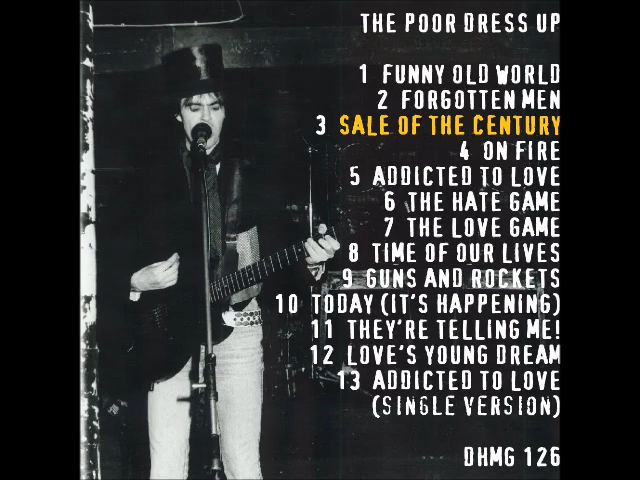 THE POOR DRESS UP
1 FUNNY OLD WORLD
2 FORGOTTEN MEN
3 SALE OF THE CENTURY
4 ON FIRE
5 ADDICTED TO LOVE
6 THE HATE GAME
7 THE LOVE GAME
8 TIME OF OUR LIVES
9 GUNS AND ROCKETS
10 TODAY (IT'S HAPPENING)
11 THEY'RE TELLING ME!
12 LOVE'S YOUNG DREAM
13 ADDICTED TO LOVE
(SINGLE VERSION)
DHMG 126